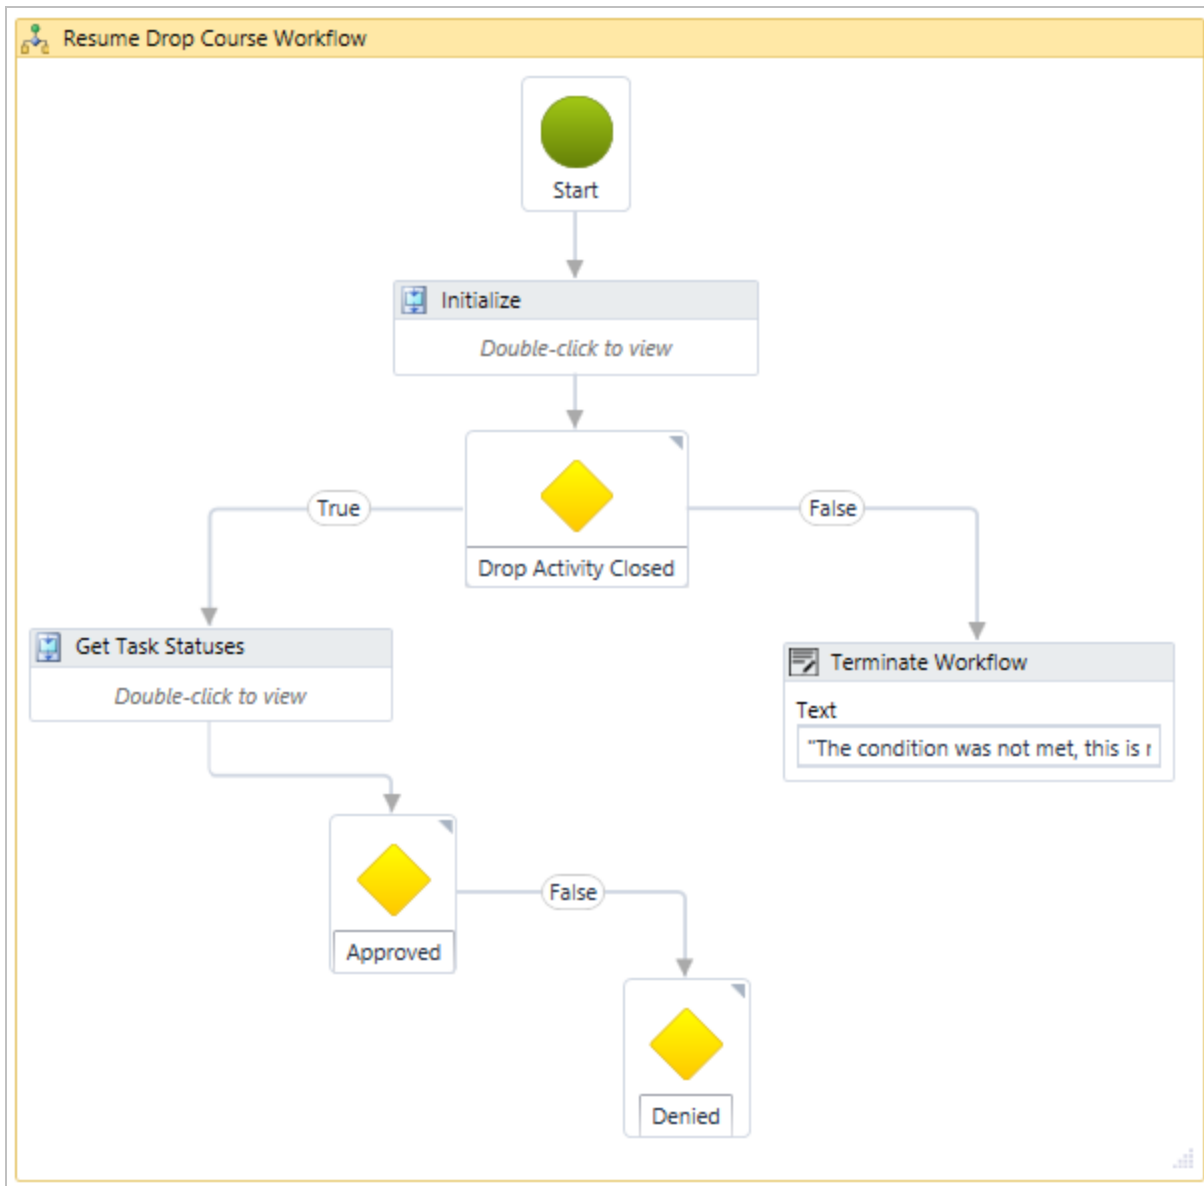 Resume Drop Course Workflow
Start
Initialize
Double-click to view
True
False
Drop Activity Closed
Get Task Statuses
Double-click to view
Terminate Workflow
Text
"The condition was not met, this is
False
Approved
Denied